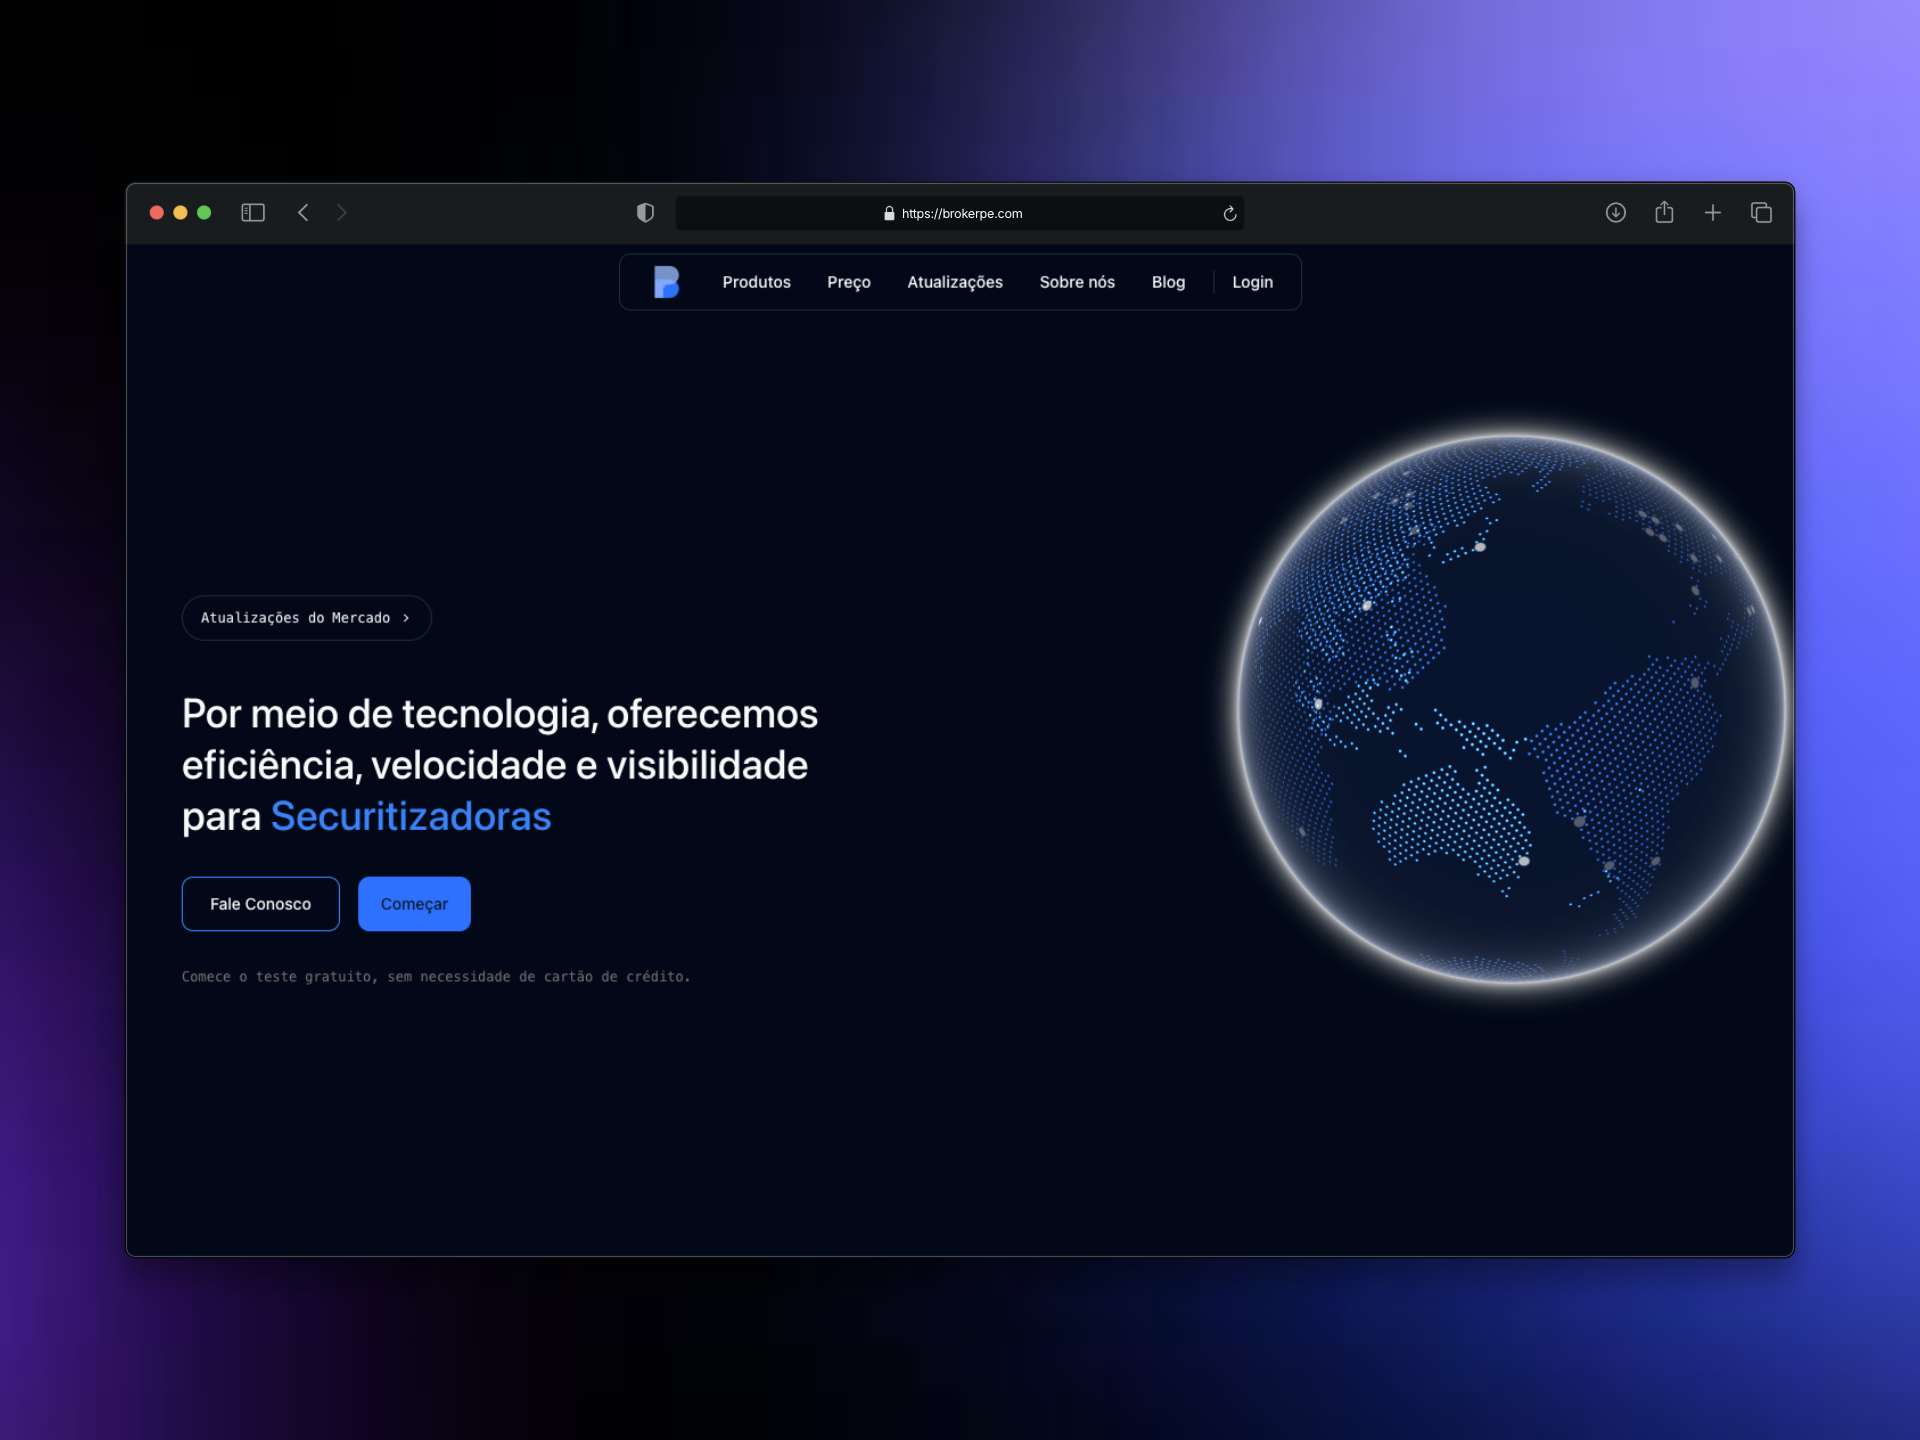 https://brokerpe.com
Produtos Preço Atualizações Sobre nós Blog Login
Atualizações do Mercado >
Por meio de tecnologia, oferecemos
eficiência, velocidade e visibilidade
para Securitizadoras
Fale Conosco Começar
Comece o teste gratuito, sem necessidade de cartão de crédito.